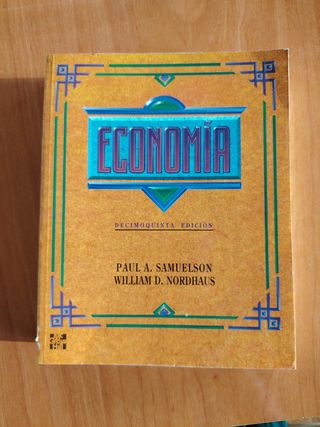 ECONOMÍA
DECIMOQUINTA EDICIÓN
PAUL A. SAMUELSON
WILLIAM D. NORDHAUS